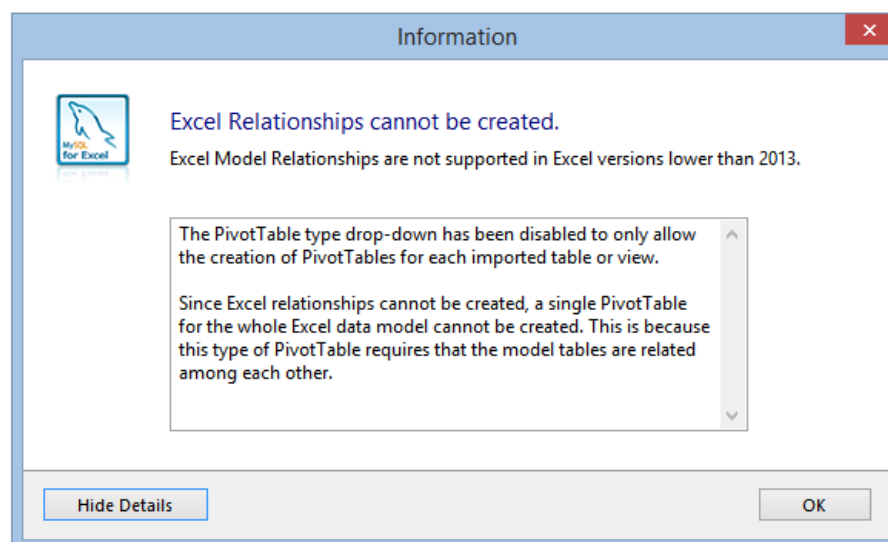 Information
MySQL
for Excel
Excel Relationships cannot be created.
Excel Model Relationships are not supported in Excel versions lower than 2013.
The PivotTable type drop-down has been disabled to only allow
the creation of PivotTables for each imported table or view.
Since Excel relationships cannot be created, a single PivotTable
for the whole Excel data model cannot be created. This is because
this type of PivotTable requires that the model tables are related
among each other.
Hide Details
OK